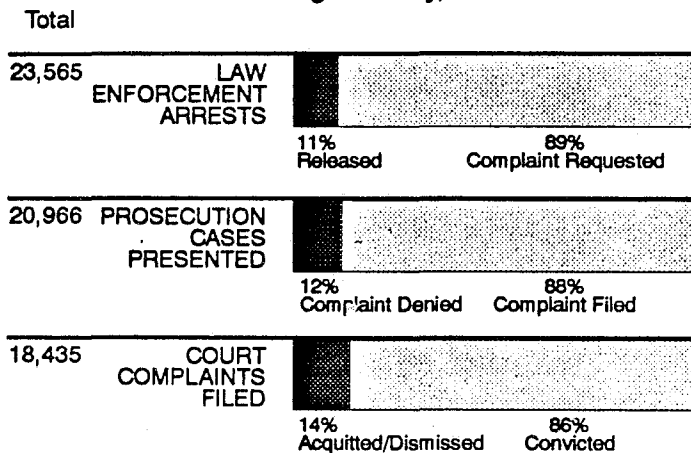 Total
23,565 LAW
ENFORCEMENT
ARRESTS
11% 89%
Released Complaint Requested
20,966 PROSECUTION
CASES
PRESENTED
12% 88%
Complaint Denied Complaint Filed
18,435 COURT
COMPLAINTS
FILED
14% 86%
Acquitted/Dismissed Convicted